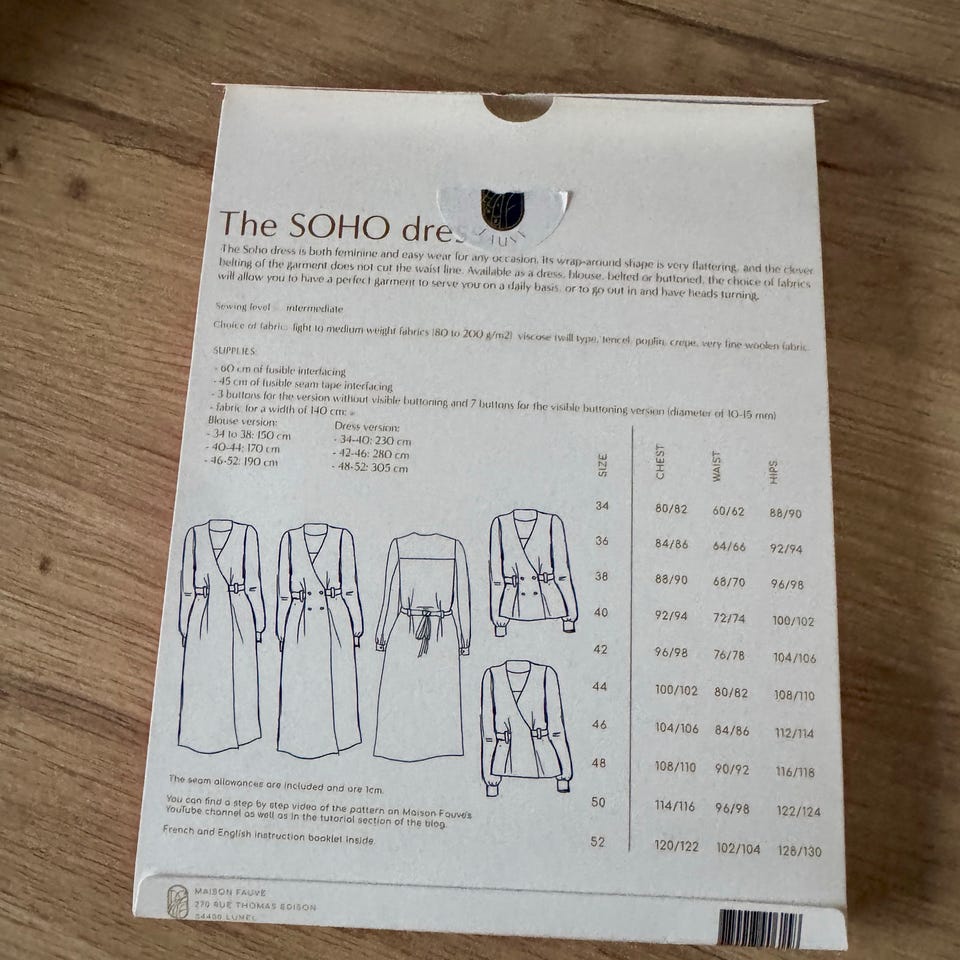 The SOHO dres
The Soho dress is both feminine and easy wear for any occasion. Its wrap-around shape is very flattering, and the clever
belting of the garment does not cut the waist line. Available as a dress, blouse, belted or buttoned, the choice of fabrics
will allow you to have a perfect garment to serve you on a daily basis, or to go out in and have heads turning.
Sewing level : intermediate
Choice of fabric: light to medium weight fabrics (80 to 200 g/m2) viscose twill type, tencel, poplin, crepe, very fine woolen fabric.
SUPPLIES:
- 60 cm of fusible interfacing
- 45 cm of fusible seam tape interfacing
- 3 buttons for the version without visible buttoning and 7 buttons for the visible buttoning version (diameter of 10-15 mm)
- fabric for a width of 140 cm:
Blouse version:
- 34 to 38: 150 cm
- 40-44: 170 cm
- 46-52: 190 cm
Dress version:
- 34-40: 230 cm
- 42-46: 280 cm
- 48-52: 305 cm
SIZE CHEST WAIST HIPS
34 80/82 60/62 88/90
36 84/86 64/66 92/94
38 88/90 68/70 96/98
40 92/94 72/74 100/102
42 96/98 76/78 104/106
44 100/102 80/82 108/110
46 104/106 84/86 112/114
48 108/110 90/92 116/118
50 114/116 96/98 122/124
52 120/122 102/104 128/130
The seam allowances are included and are 1cm.
You can find a step by step video of the pattern on Maison Fauve's
YouTube channel as well as in the tutorial section of the blog.
French and English instruction booklet inside.
MAISON FAUVE
270 RUE THOMAS EDISON
34400 LUNEL